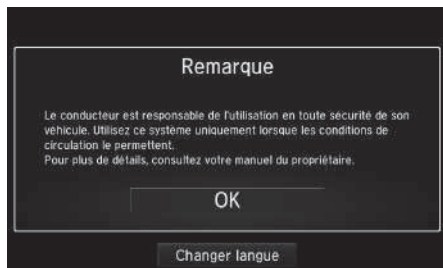 Remarque
Le conducteur est responsable de l'utilisation en toute sécurité de son
véhicule. Utilisez ce système uniquement lorsque les conditions de
circulation le permettent.
Pour plus de détails, consultez votre manuel du propriétaire.
OK
Changer langue